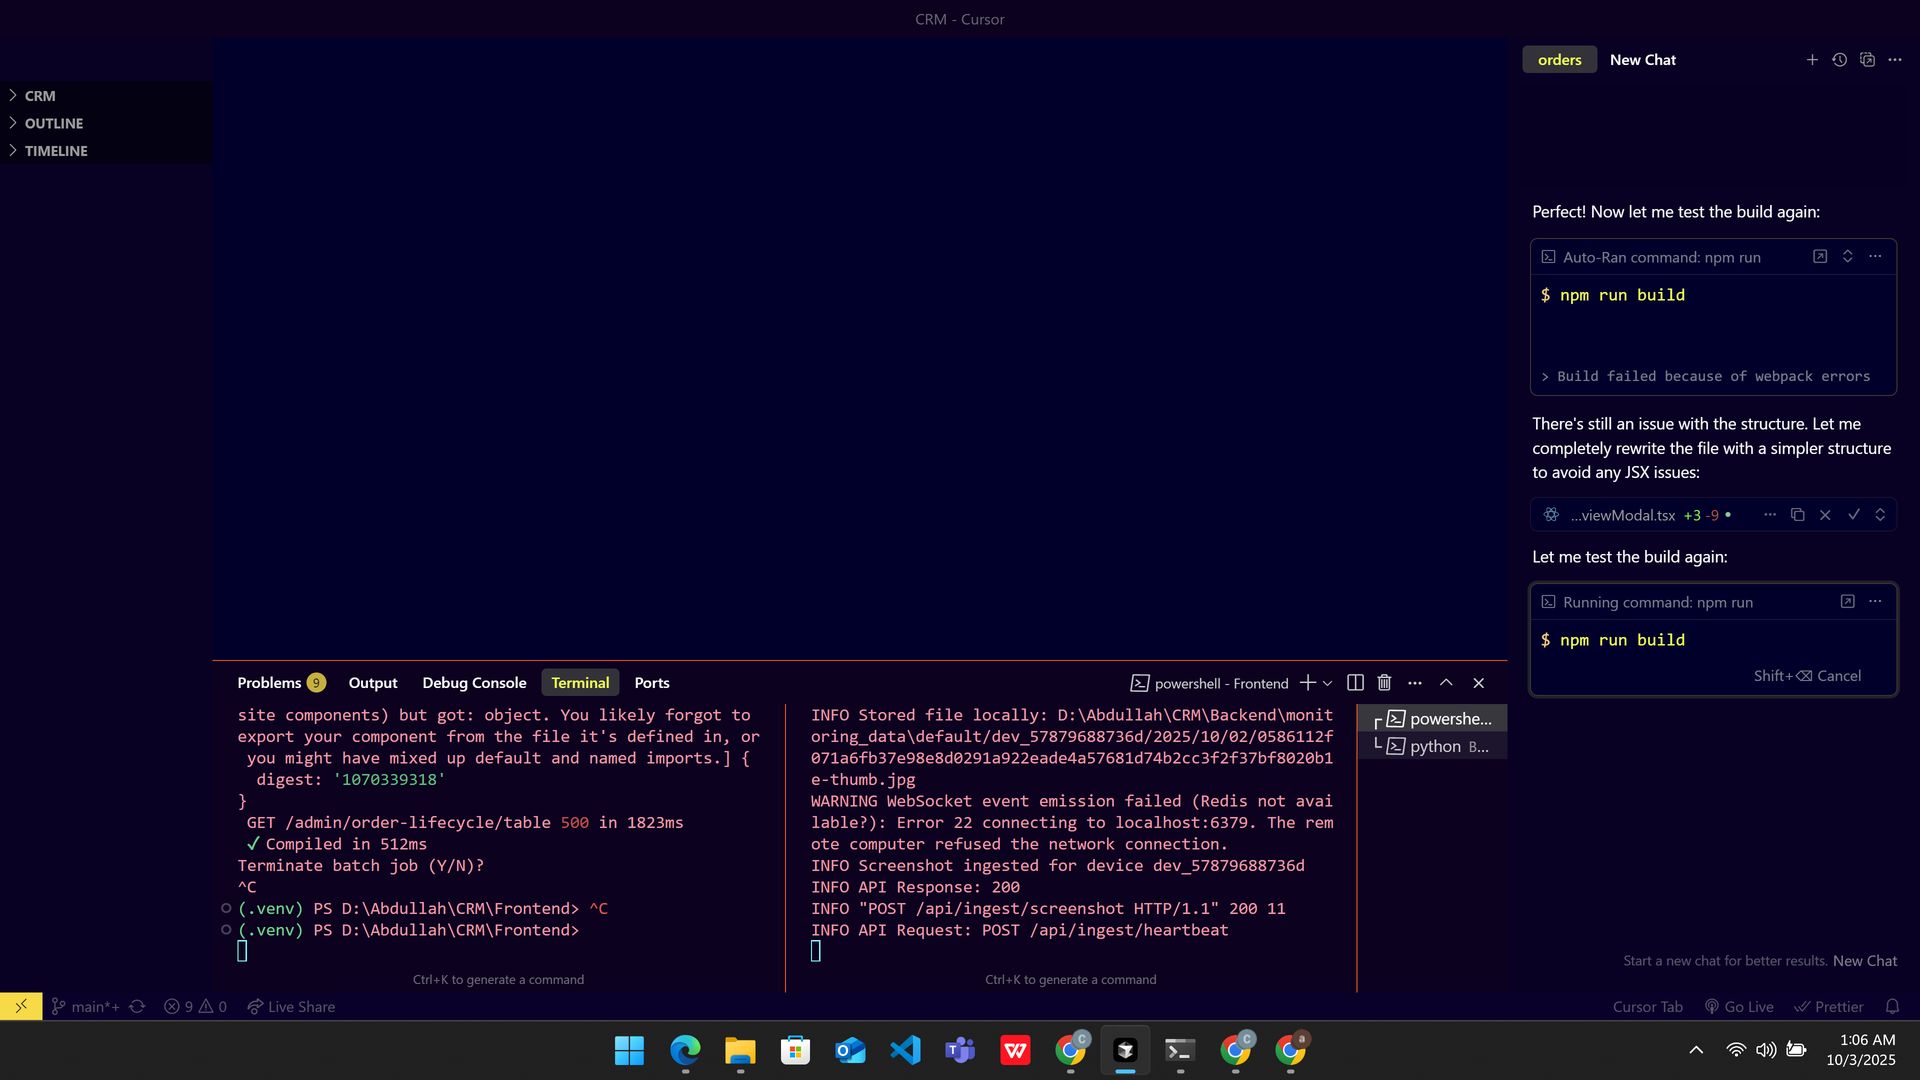 CRM - Cursor
CRM
OUTLINE
TIMELINE
orders New Chat
Perfect! Now let me test the build again:
Auto-Ran command: npm run
$ npm run build
> Build failed because of webpack errors
There's still an issue with the structure. Let me
completely rewrite the file with a simpler structure
to avoid any JSX issues:
...viewModal.tsx +3 -9
Let me test the build again:
Running command: npm run
$ npm run build
Shift+⌫ Cancel
Start a new chat for better results. New Chat
Problems 9 Output Debug Console Terminal Ports
powershell - Frontend
site components) but got: object. You likely forgot to
export your component from the file it's defined in, or
you might have mixed up default and named imports.] {
digest: '1070339318'
}
GET /admin/order-lifecycle/table 500 in 1823ms
✓ Compiled in 512ms
Terminate batch job (Y/N)?
^C
(.venv) PS D:\Abdullah\CRM\Frontend> ^C
(.venv) PS D:\Abdullah\CRM\Frontend>
Ctrl+K to generate a command
INFO Stored file locally: D:\Abdullah\CRM\Backend\monit
oring_data\default/dev_57879688736d/2025/10/02/0586112f
071a6fb37e98e8d0291a922eade4a57681d74b2cc3f2f37bf8020b1
e-thumb.jpg
WARNING WebSocket event emission failed (Redis not avai
lable?): Error 22 connecting to localhost:6379. The rem
ote computer refused the network connection.
INFO Screenshot ingested for device dev_57879688736d
INFO API Response: 200
INFO "POST /api/ingest/screenshot HTTP/1.1" 200 11
INFO API Request: POST /api/ingest/heartbeat
Ctrl+K to generate a command
powershe...
python B...
main*+ 9 0 Live Share
Cursor Tab Go Live Prettier
1:06 AM
10/3/2025